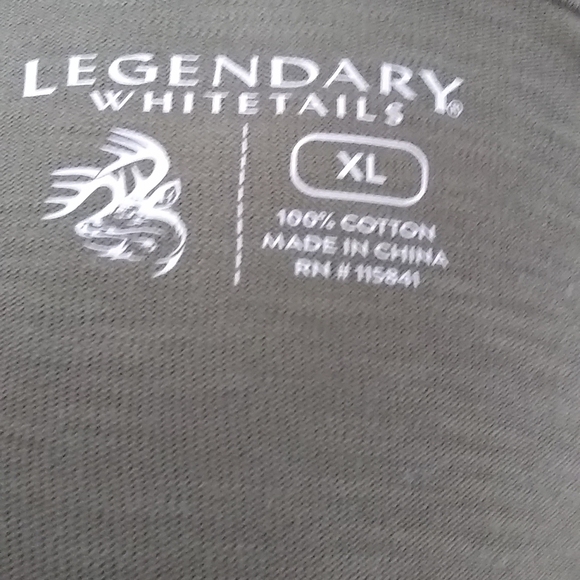 LEGENDARY
WHITETAILS®
XL
100% COTTON
MADE IN CHINA
RN # 115841